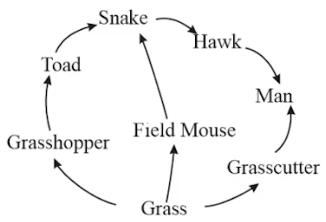 Snake
Hawk
Toad
Man
Grasshopper
Field Mouse
Grasscutter
Grass